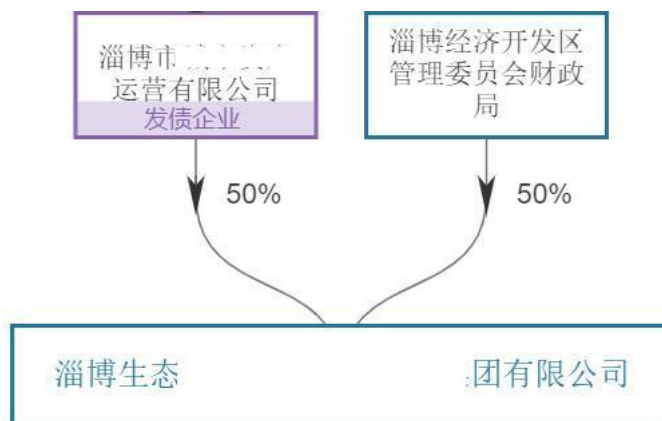 淄博市
运营有限公司
发债企业
淄博经济开发区
管理委员会财政
局
50%
50%
淄博生态
团有限公司